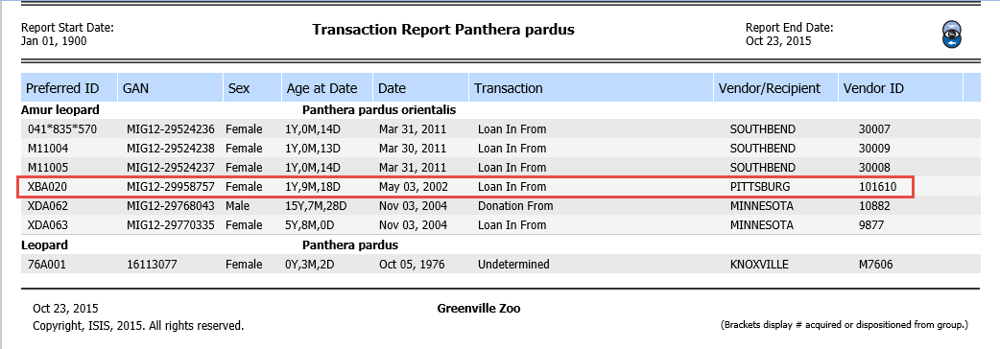 Report Start Date:
Jan 01, 1900
Transaction Report Panthera pardus
Report End Date:
Oct 23, 2015
Preferred ID GAN Sex Age at Date Date Transaction Vendor/Recipient Vendor ID
Amur leopard Panthera pardus orientalis
041*835*570 MIG12-29524236 Female 1Y,0M,14D Mar 31, 2011 Loan In From SOUTHBEND 30007
M11004 MIG12-29524238 Female 1Y,0M,13D Mar 30, 2011 Loan In From SOUTHBEND 30009
M11005 MIG12-29524237 Female 1Y,0M,14D Mar 31, 2011 Loan In From SOUTHBEND 30008
XBA020 MIG12-29958757 Female 1Y,9M,18D May 03, 2002 Loan In From PITTSBURG 101610
XDA062 MIG12-29768043 Male 15Y,7M,28D Nov 03, 2004 Donation From MINNESOTA 10882
XDA063 MIG12-29770335 Female 5Y,8M,0D Nov 03, 2004 Loan In From MINNESOTA 9877
Leopard Panthera pardus
76A001 16113077 Female 0Y,3M,2D Oct 05, 1976 Undetermined KNOXVILLE M7606
Oct 23, 2015 Greenville Zoo
Copyright, ISIS, 2015. All rights reserved. (Brackets display # acquired or dispositioned from group.)